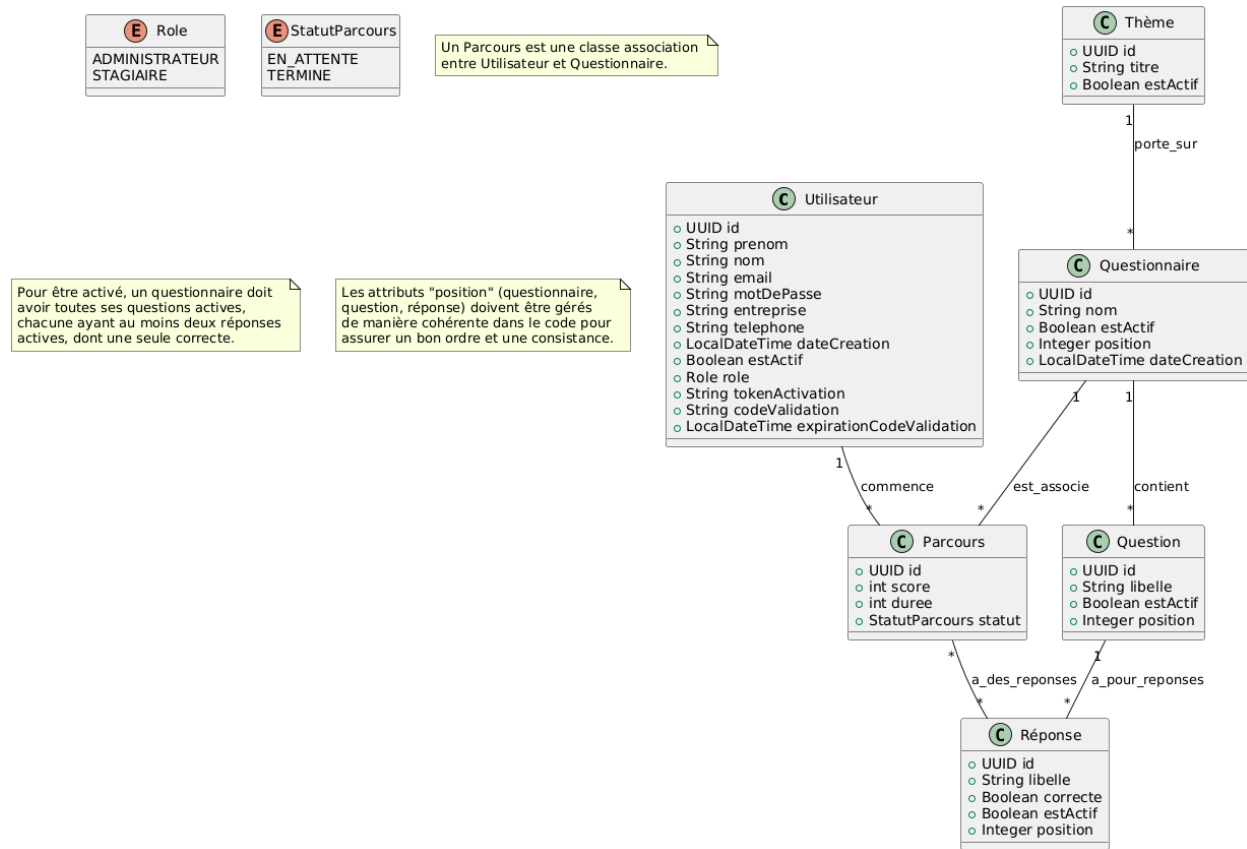 Role
ADMINISTRATEUR
STAGIAIRE
StatutParcours
EN_ATTENTE
TERMINE
Un Parcours est une classe association
entre Utilisateur et Questionnaire.
Thème
UUID id
String titre
Boolean estActif
1
porte_sur
*
Pour être activé, un questionnaire doit
avoir toutes ses questions actives,
chacune ayant au moins deux réponses
actives, dont une seule correcte.
Les attributs "position" (questionnaire,
question, réponse) doivent être gérés
de manière cohérente dans le code pour
assurer un bon ordre et une consistance.
Utilisateur
UUID id
String prenom
String nom
String email
String motDePasse
String entreprise
String telephone
LocalDateTime dateCreation
Boolean estActif
Role role
String tokenActivation
String codeValidation
LocalDateTime expirationCodeValidation
Questionnaire
UUID id
String nom
Boolean estActif
Integer position
LocalDateTime dateCreation
1
commence
*
1
est_associe
*
1
contient
*
Parcours
UUID id
int score
int duree
StatutParcours statut
Question
UUID id
String libelle
Boolean estActif
Integer position
*
a_des_reponses
*
1
a_pour_reponses
*
Réponse
UUID id
String libelle
Boolean correcte
Boolean estActif
Integer position